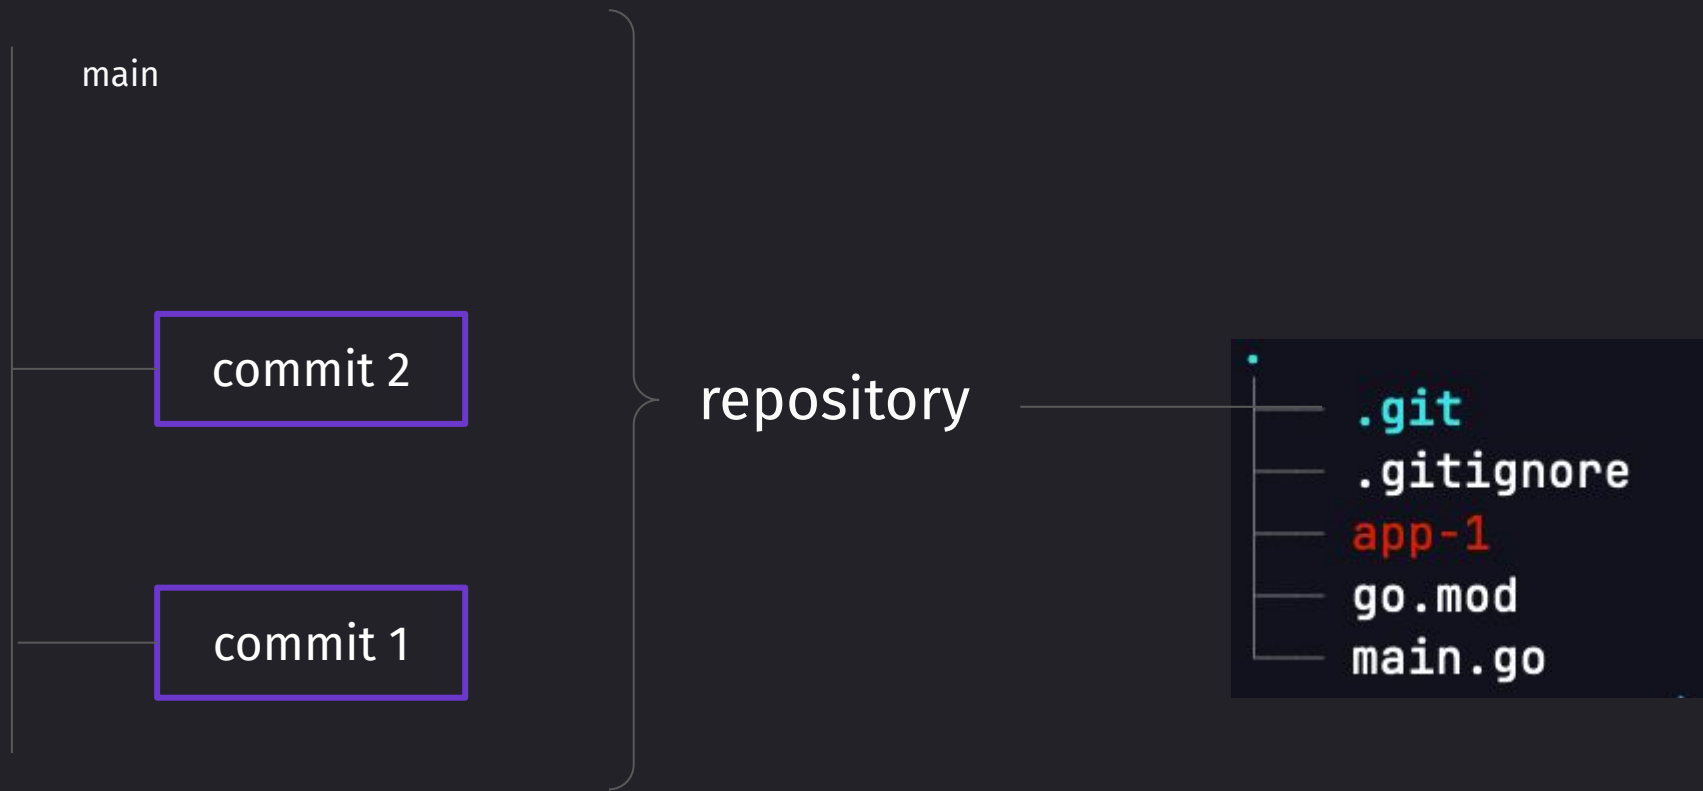 main
commit 2
commit 1
repository
.
.git
.gitignore
app-1
go.mod
main.go